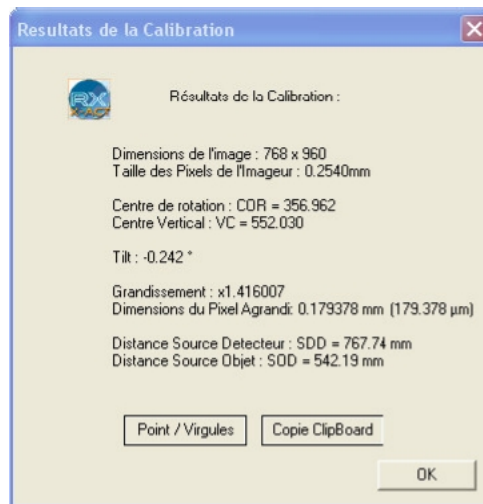 Resultats de la Calibration
RX
X-ACT
Résultats de la Calibration :
Dimensions de l'image : 768 x 960
Taille des Pixels de l'Imageur : 0.2540mm
Centre de rotation : COR = 356.962
Centre Vertical : VC = 552.030
Tilt : -0.242 °
Grandissement : x1.416007
Dimensions du Pixel Agrandi: 0.179378 mm (179.378 µm)
Distance Source Detecteur : SDD = 767.74 mm
Distance Source Objet : SOD = 542.19 mm
Point / Virgules
Copie ClipBoard
OK